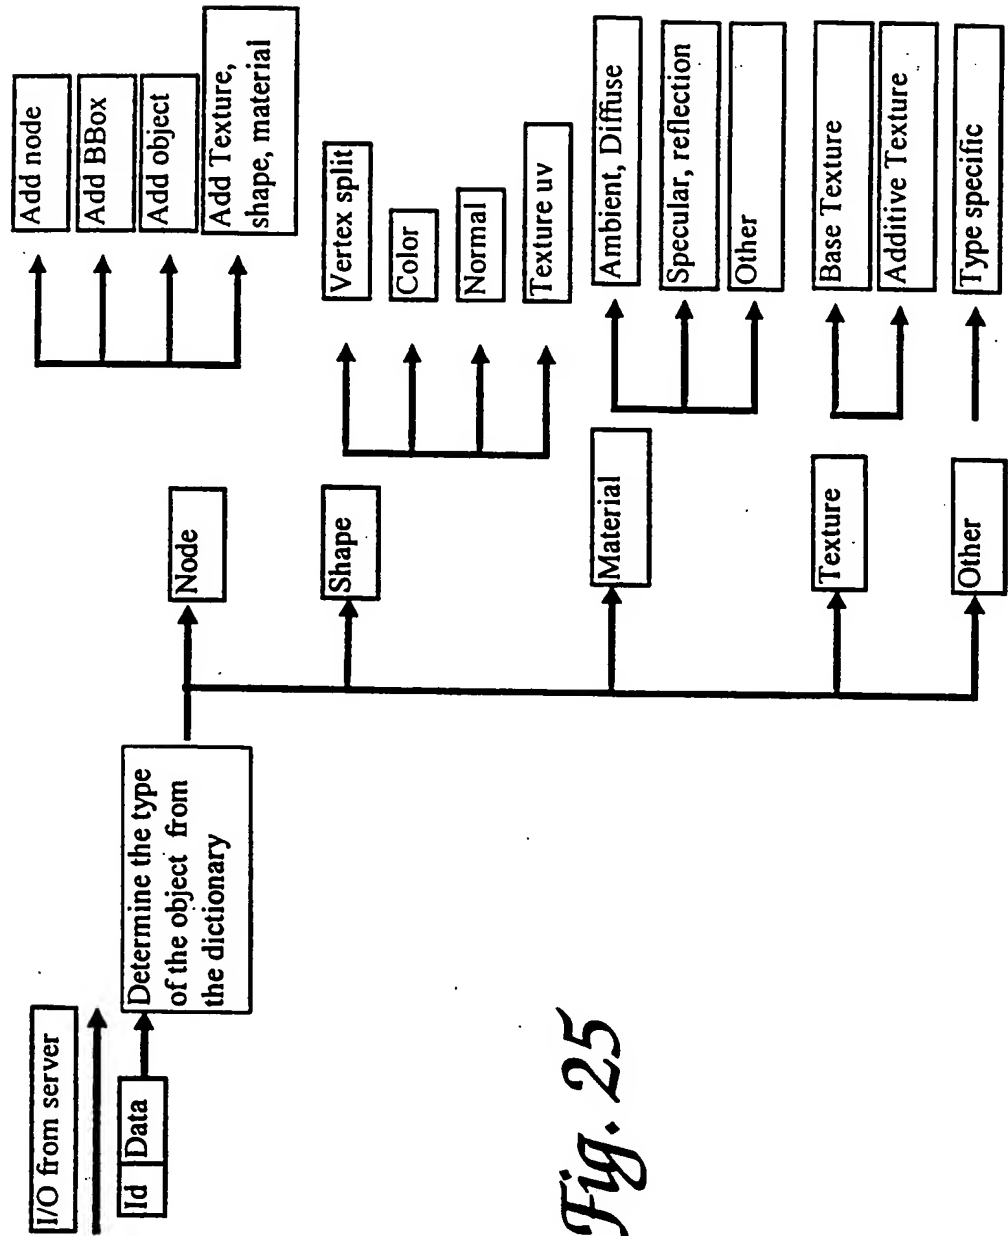 I/O from server
Id
Data
Determine the type
of the object from
the dictionary
Node
Add node
Add BBox
Add object
Add Texture,
shape, material
Shape
Vertex split
Color
Normal
Texture uv
Material
Ambient, Diffuse
Specular, reflection
Other
Texture
Base Texture
Additive Texture
Other
Type specific
Fig. 25